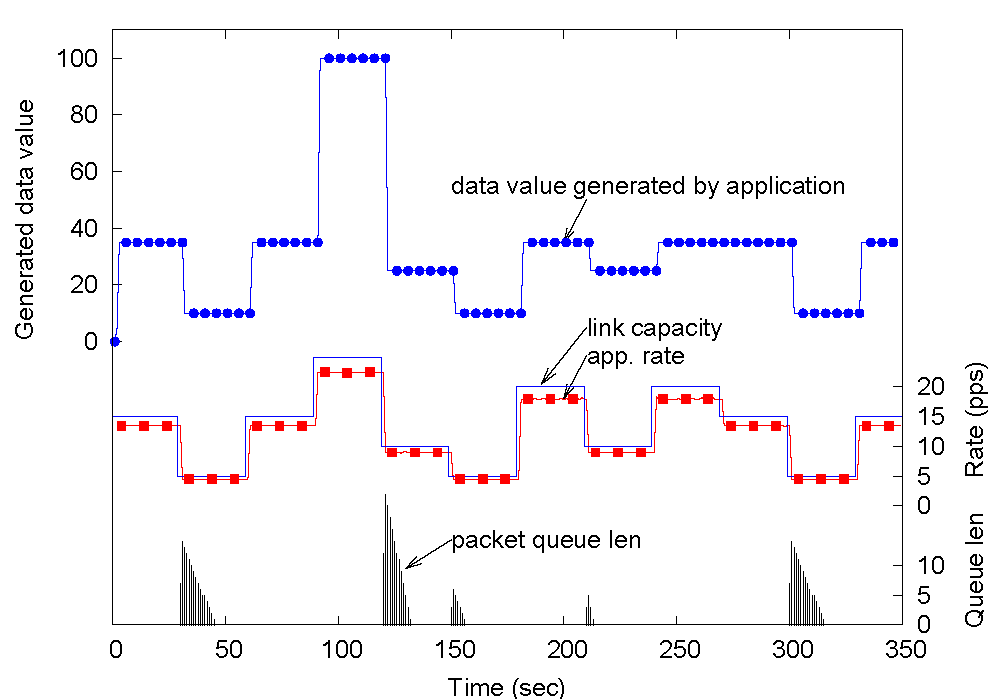 100
80
60
40
20
0
Generated data value
data value generated by application
link capacity
app. rate
20
15
10
5
0
Rate (pps)
packet queue len
10
5
0
Queue len
0 50 100 150 200 250 300 350
Time (sec)